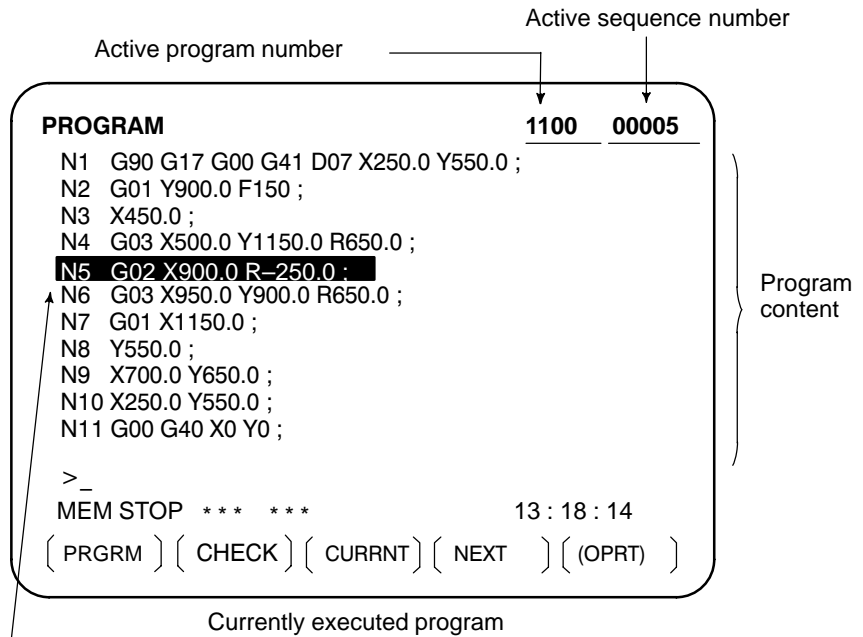 Active sequence number
Active program number
PROGRAM 1100 00005
N1 G90 G17 G00 G41 D07 X250.0 Y550.0 ;
N2 G01 Y900.0 F150 ;
N3 X450.0 ;
N4 G03 X500.0 Y1150.0 R650.0 ;
N5 G02 X900.0 R–250.0 ;
N6 G03 X950.0 Y900.0 R650.0 ;
N7 G01 X1150.0 ;
N8 Y550.0 ;
N9 X700.0 Y650.0 ;
N10 X250.0 Y550.0 ;
N11 G00 G40 X0 Y0 ;
Program
content
>_
MEM STOP * * * * * * 13 : 18 : 14
[ PRGRM ] [ CHECK ] [ CURRNT ] [ NEXT ] [ (OPRT) ]
Currently executed program